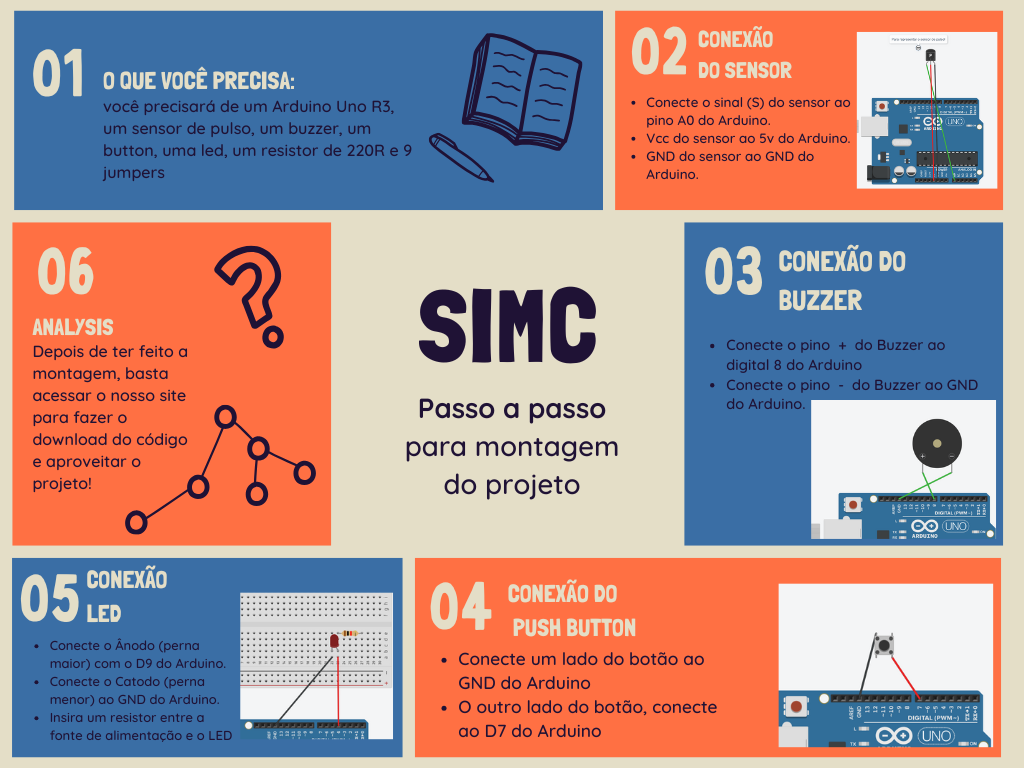 01
O QUE VOCÊ PRECISA:
você precisará de um Arduino Uno R3,
um sensor de pulso, um buzzer, um
button, uma led, um resistor de 220R e 9
jumpers
02
CONEXÃO
DO SENSOR
• Conecte o sinal (S) do sensor ao
pino A0 do Arduino.
• Vcc do sensor ao 5v do Arduino.
• GND do sensor ao GND do
Arduino.
UNO
ARDUINO
03
CONEXÃO DO
BUZZER
• Conecte o pino + do Buzzer ao
digital 8 do Arduino
• Conecte o pino - do Buzzer ao GND
do Arduino.
DIGITAL (PWM~)
UNO
ARDUINO
SIMC
Passo a passo
para montagem
do projeto
04
CONEXÃO DO
PUSH BUTTON
• Conecte um lado do botão ao
GND do Arduino
• O outro lado do botão, conecte
ao D7 do Arduino
AREF
GND
DIGITAL (PWM~)
UNO
05
CONEXÃO
LED
• Conecte o Ânodo (perna
maior) com o D9 do Arduino.
• Conecte o Catodo (perna
menor) ao GND do Arduino.
• Insira um resistor entre a
fonte de alimentação e o LED
06
ANALYSIS
Depois de ter feito a
montagem, basta
acessar o nosso site
para fazer o
download do código
e aproveitar o
projeto!